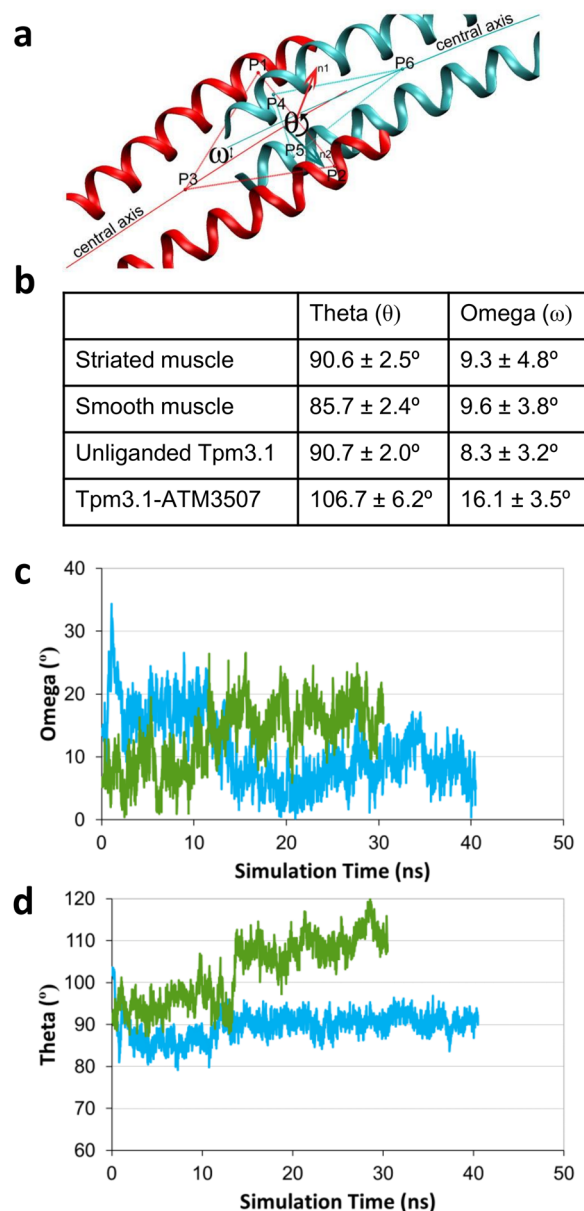 a
central axis
P1
n1
P6
P4
θ
ω
P5
n2
P3
P2
central axis
b
Theta (θ) Omega (ω)
Striated muscle 90.6 ± 2.5º 9.3 ± 4.8º
Smooth muscle 85.7 ± 2.4º 9.6 ± 3.8º
Unliganded Tpm3.1 90.7 ± 2.0º 8.3 ± 3.2º
Tpm3.1-ATM3507 106.7 ± 6.2º 16.1 ± 3.5º
c
40
30
20
10
0
Omega (º)
0 10 20 30 40 50
Simulation Time (ns)
d
120
110
100
90
80
70
60
Theta (º)
0 10 20 30 40 50
Simulation Time (ns)